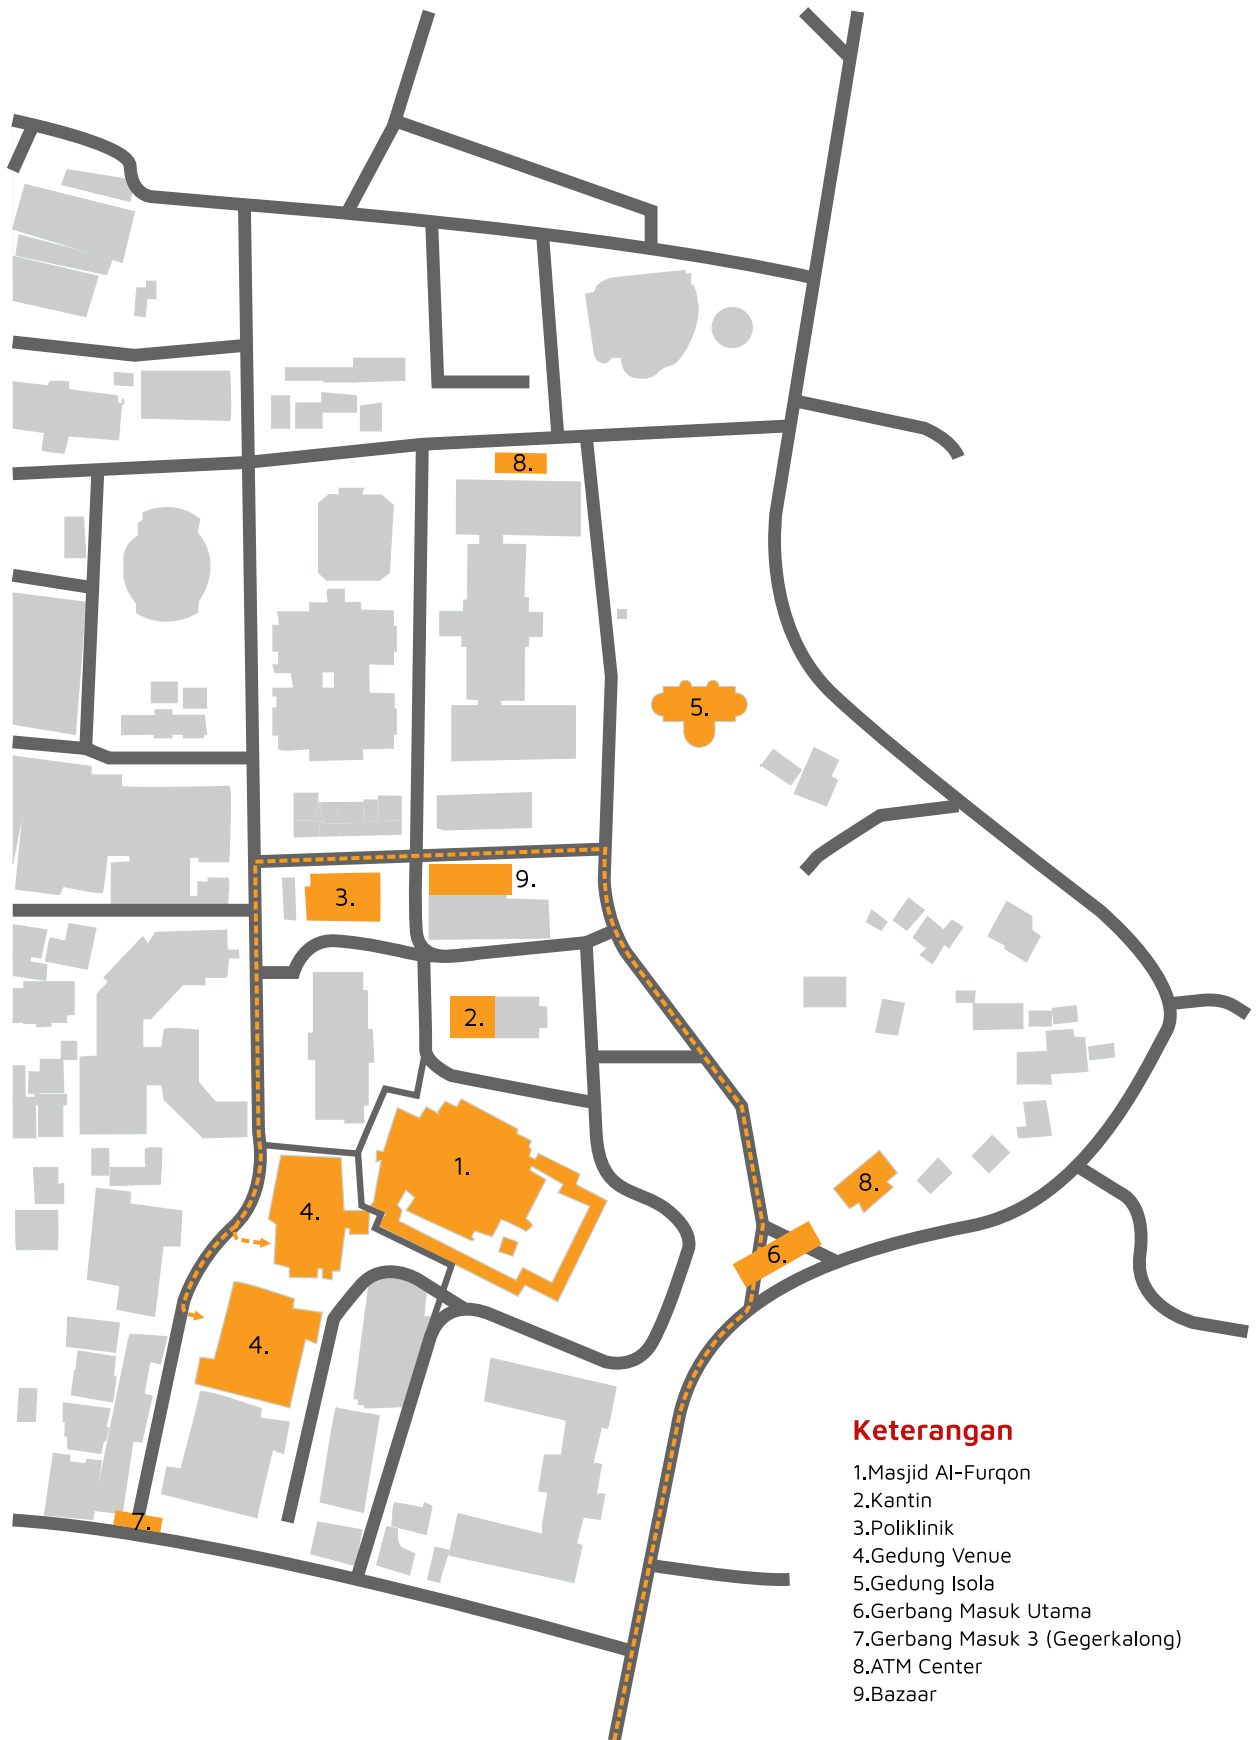 8.
5.
9.
3.
2.
1.
8.
4.
6.
4.
7.
Keterangan
1.Masjid Al-Furqon
2.Kantin
3.Poliklinik
4.Gedung Venue
5.Gedung Isola
6.Gerbang Masuk Utama
7.Gerbang Masuk 3 (Gegerkalong)
8.ATM Center
9.Bazaar